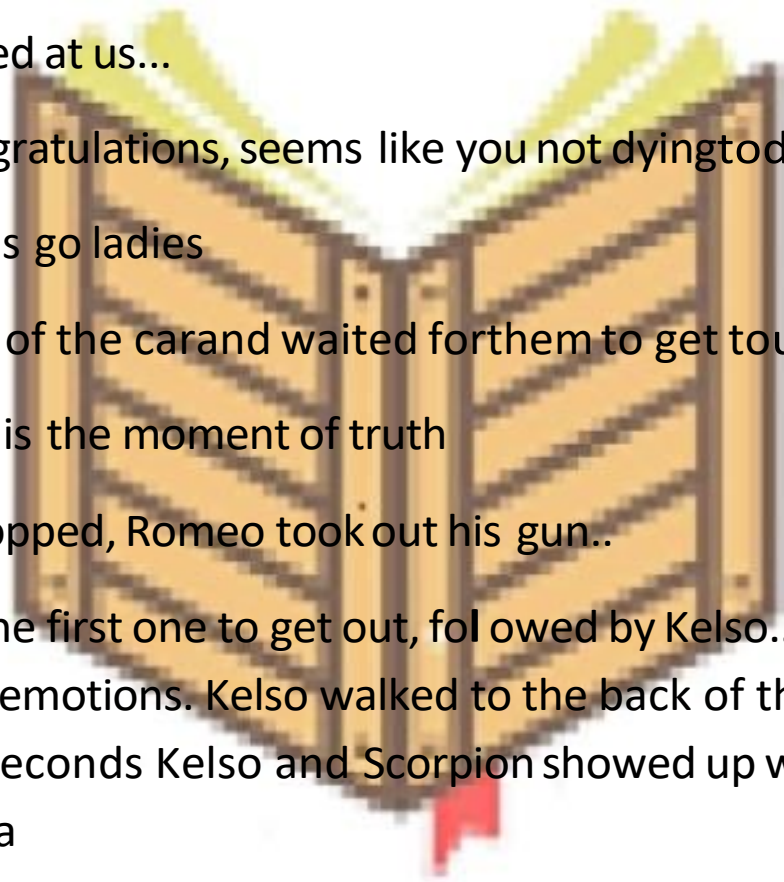 ed at us...
gratulations, seems like you not dyingtod
s go ladies
of the carand waited forthem to get tou
is the moment of truth
opped, Romeo took out his gun..
he first one to get out, fol owed by Kelso..
emotions. Kelso walked to the back of th
econds Kelso and Scorpion showed up w
a